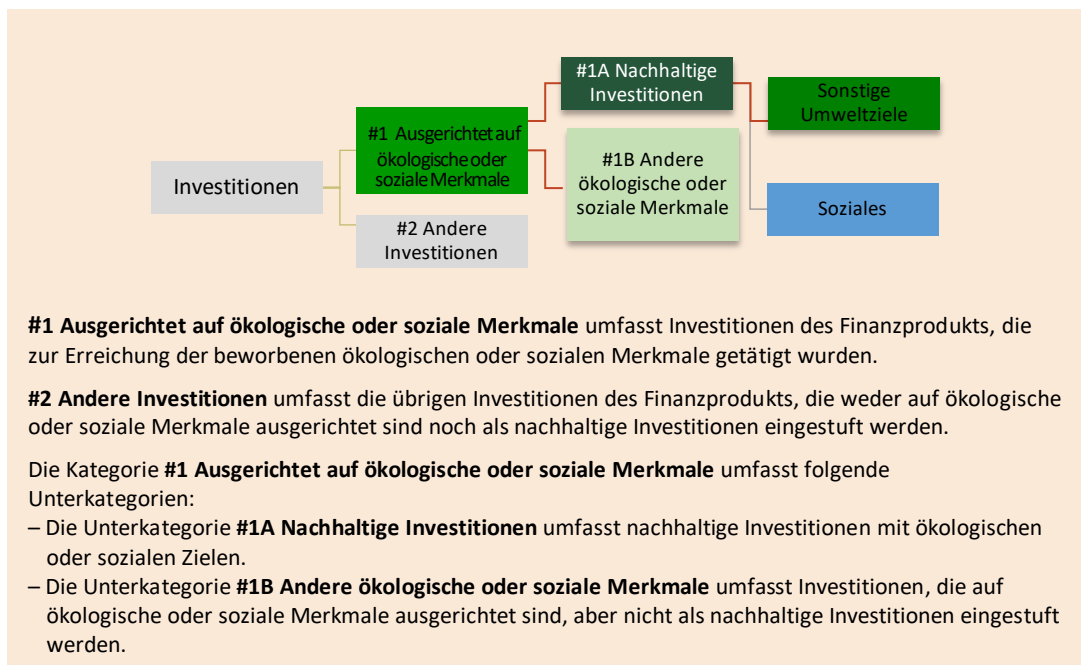 #1A Nachhaltige
Investitionen
Sonstige
Umweltziele
#1 Ausgerichtet auf
ökologische oder
soziale Merkmale
#1B Andere
ökologische oder
soziale Merkmale
Investitionen
Soziales
#2 Andere
Investitionen
#1 Ausgerichtet auf ökologische oder soziale Merkmale umfasst Investitionen des Finanzprodukts, die
zur Erreichung der beworbenen ökologischen oder sozialen Merkmale getätigt wurden.
#2 Andere Investitionen umfasst die übrigen Investitionen des Finanzprodukts, die weder auf ökologische
oder soziale Merkmale ausgerichtet sind noch als nachhaltige Investitionen eingestuft werden.
Die Kategorie #1 Ausgerichtet auf ökologische oder soziale Merkmale umfasst folgende
Unterkategorien:
– Die Unterkategorie #1A Nachhaltige Investitionen umfasst nachhaltige Investitionen mit ökologischen
oder sozialen Zielen.
– Die Unterkategorie #1B Andere ökologische oder soziale Merkmale umfasst Investitionen, die auf
ökologische oder soziale Merkmale ausgerichtet sind, aber nicht als nachhaltige Investitionen eingestuft
werden.